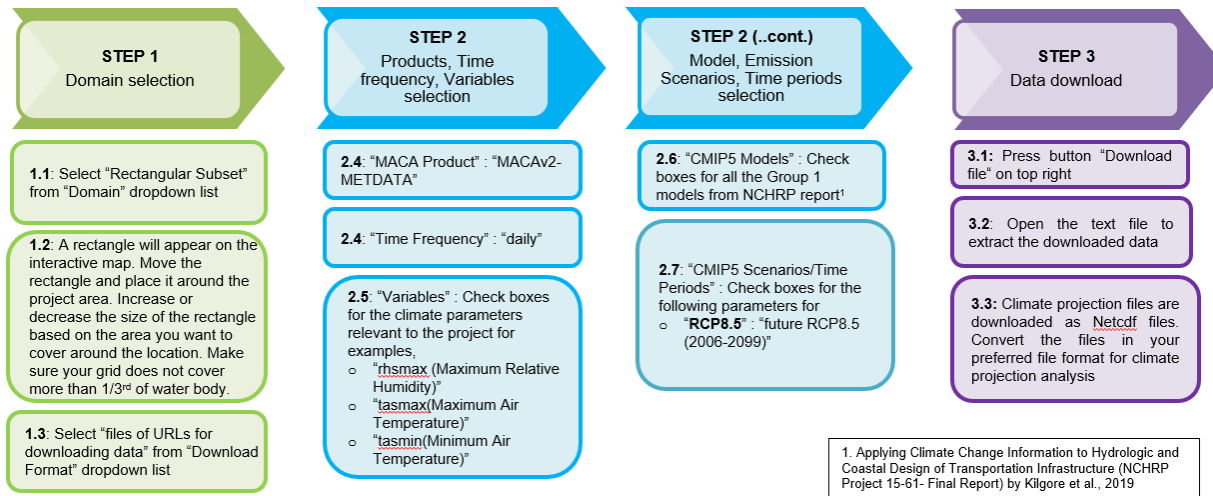 STEP 1
Domain selection
1.1: Select “Rectangular Subset”
from “Domain” dropdown list
1.2: A rectangle will appear on the
interactive map. Move the
rectangle and place it around the
project area. Increase or
decrease the size of the rectangle
based on the area you want to
cover around the location. Make
sure your grid does not cover
more than 1/3rd of water body.
1.3: Select “files of URLs for
downloading data” from “Download
Format” dropdown list
STEP 2
Products, Time
frequency, Variables
selection
2.4: “MACA Product” : “MACAv2-
METDATA”
2.4: “Time Frequency” : “daily”
2.5: “Variables” : Check boxes
for the climate parameters
relevant to the project for
examples,
o “rhsmax (Maximum Relative
Humidity)”
o “tasmax(Maximum Air
Temperature)”
o “tasmin(Minimum Air
Temperature)”
STEP 2 (..cont.)
Model, Emission
Scenarios, Time periods
selection
2.6: “CMIP5 Models” : Check
boxes for all the Group 1
models from NCHRP report1
2.7: “CMIP5 Scenarios/Time
Periods” : Check boxes for the
following parameters for
o “RCP8.5” : “future RCP8.5
(2006-2099)”
STEP 3
Data download
3.1: Press button “Download
file“ on top right
3.2: Open the text file to
extract the downloaded data
3.3: Climate projection files are
downloaded as Netcdf files.
Convert the files in your
preferred file format for climate
projection analysis
1. Applying Climate Change Information to Hydrologic and
Coastal Design of Transportation Infrastructure (NCHRP
Project 15-61- Final Report) by Kilgore et al., 2019